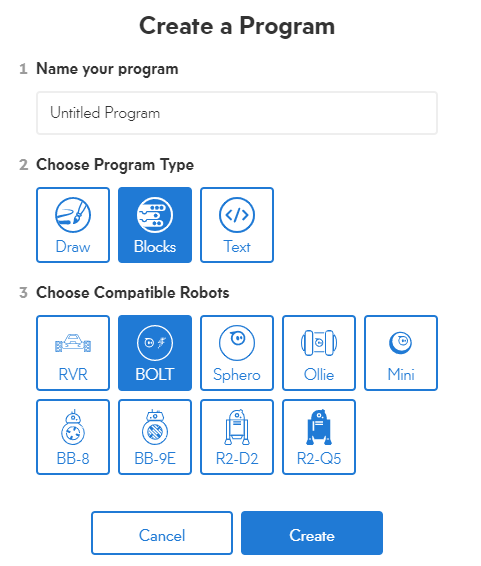 Create a Program
1 Name your program
Untitled Program
2 Choose Program Type
Draw Blocks Text
3 Choose Compatible Robots
RVR BOLT Sphero Ollie Mini
BB-8 BB-9E R2-D2 R2-Q5
Cancel Create